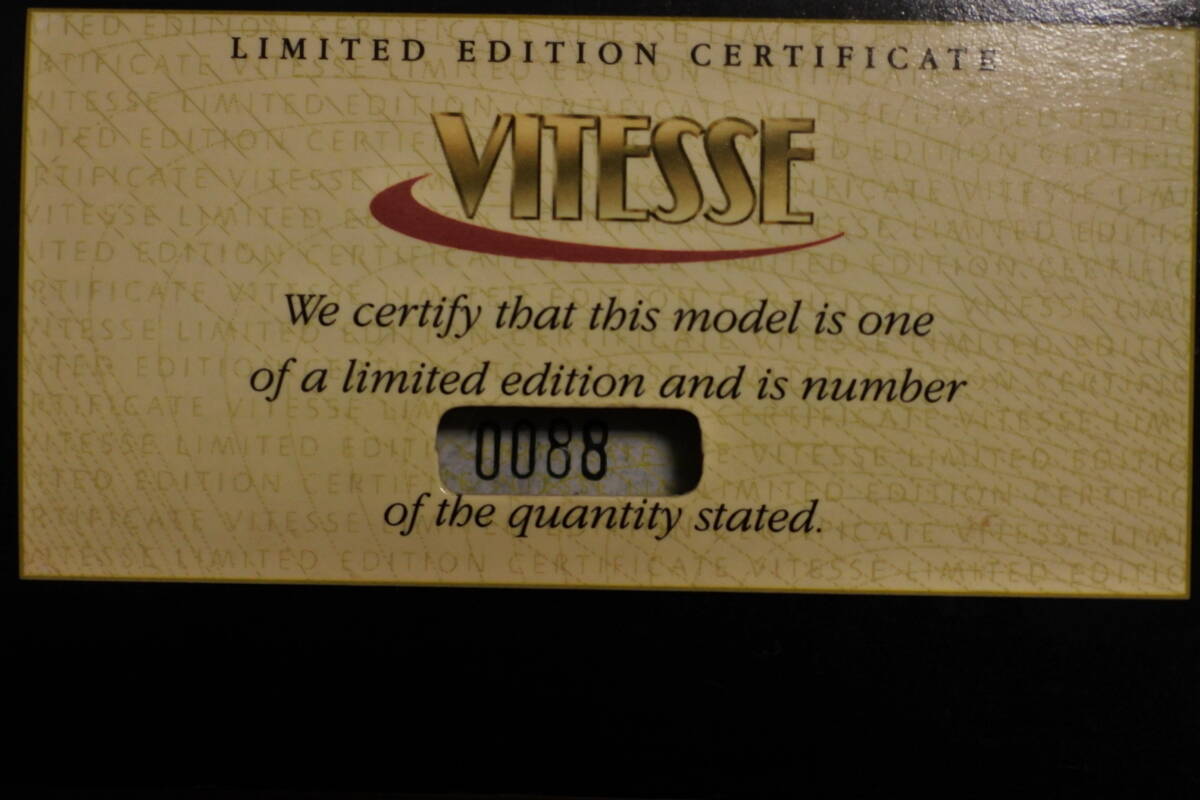 LIMITED EDITION CERTIFICATE
VITESSE
We certify that this model is one
of a limited edition and is number
0088
of the quantity stated.